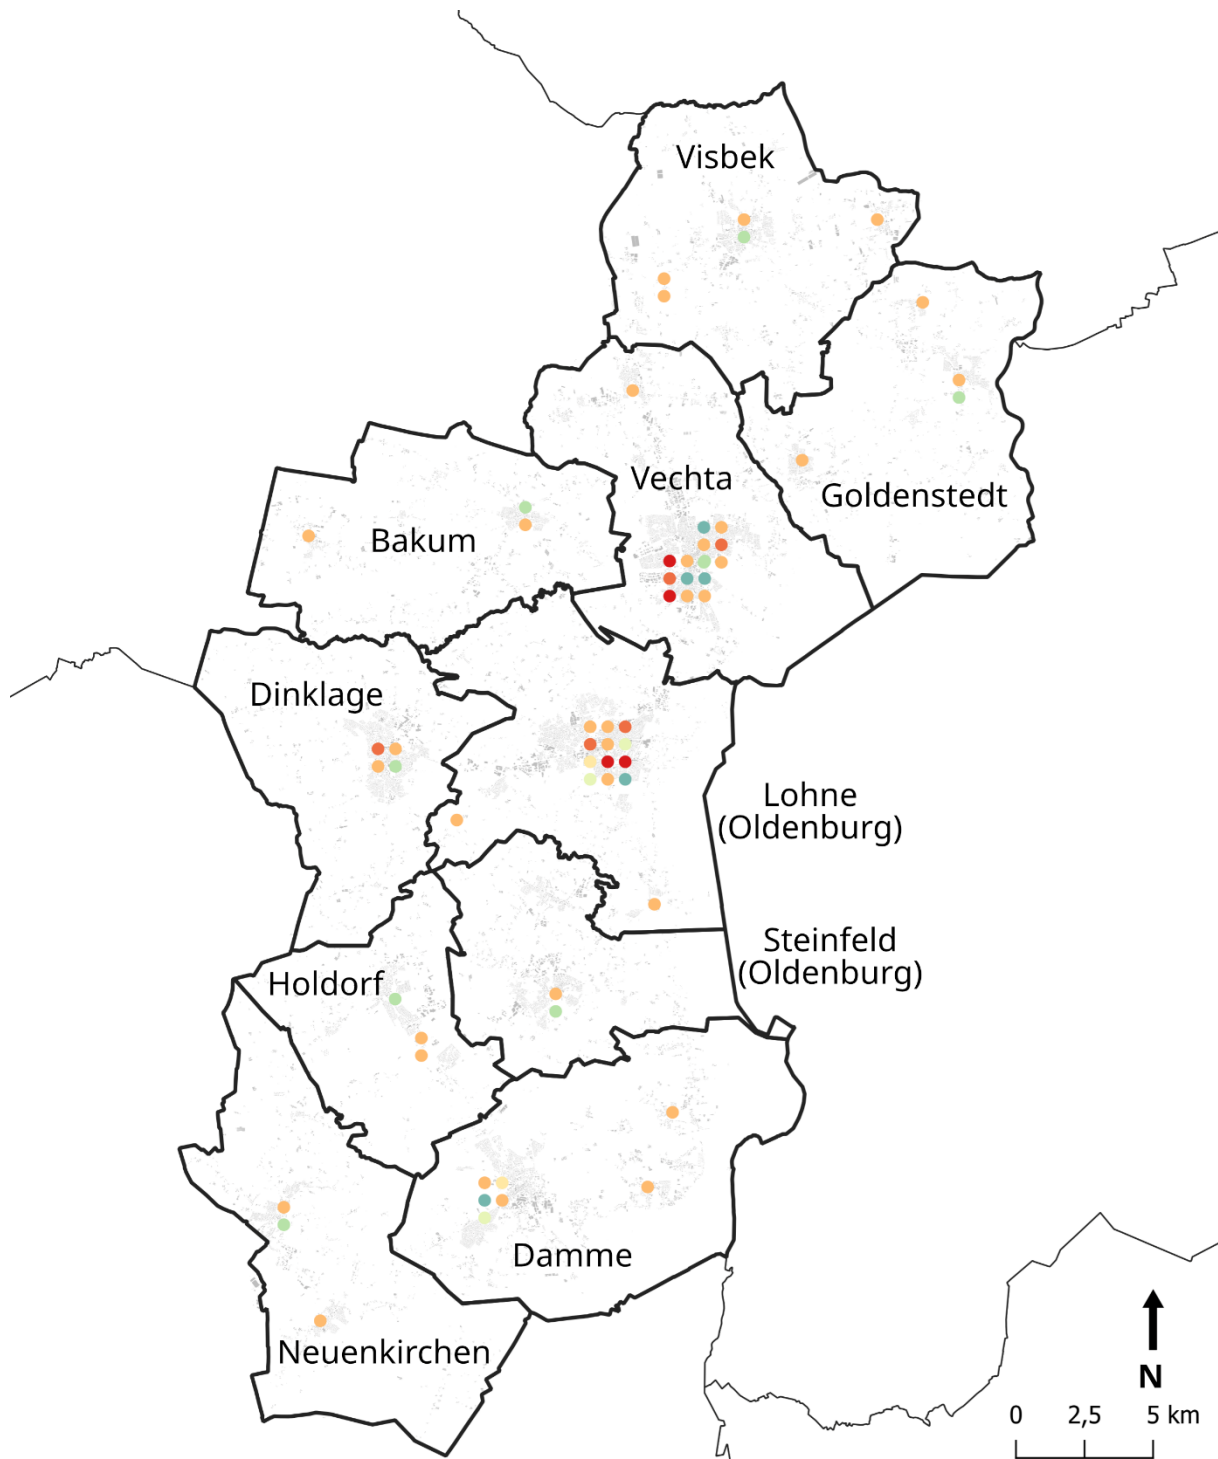 Visbek
Vechta
Goldenstedt
Bakum
Dinklage
Lohne
(Oldenburg)
Steinfeld
(Oldenburg)
Holdorf
Damme
Neuenkirchen
N
0 2,5 5 km